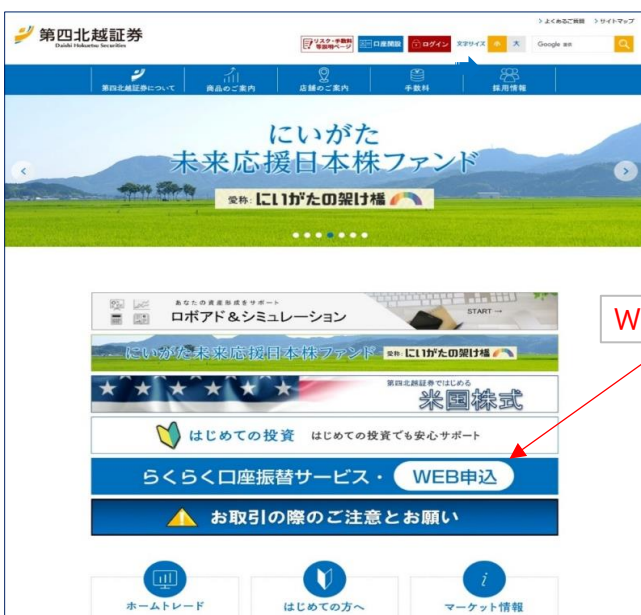 > よくあるご質問 > サイトマップ
第四北越証券
Daishi Hokuetsu Securities
リスク・手数料
等説明ページ
口座開設
ログイン
文字サイズ 中 大
Google
第四北越証券について 商品のご案内 店舗のご案内 手数料 採用情報
にいがた
未来応援日本株ファンド
愛称:にいがたの架け橋
あなたの資産形成をサポート
ロボアド&シミュレーション
START →
W
にいがた未来応援日本株ファンド 愛称:にいがたの架け橋
第四北越証券ではじめる
米国株式
はじめての投資 はじめての投資でも安心サポート
らくらく口座振替サービス・ WEB申込
お取引の際のご注意とお願い
ホームトレード はじめての方へ マーケット情報